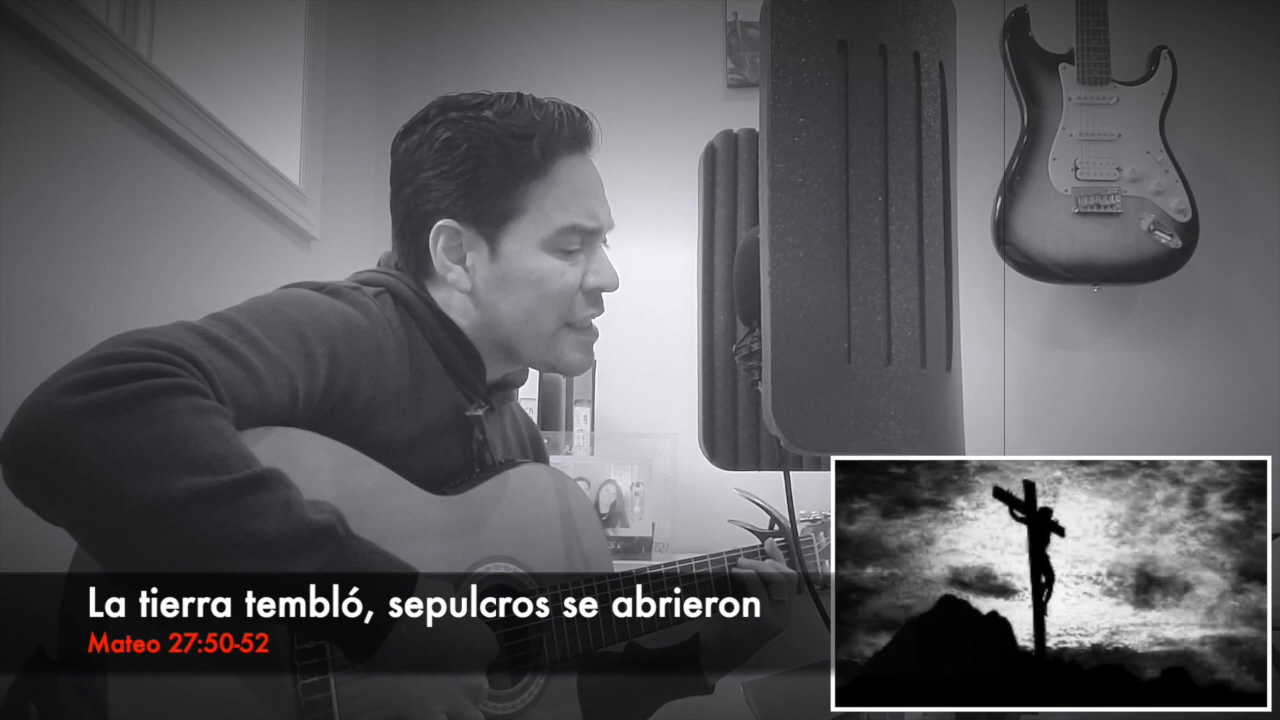 La tierra tembló, sepulcros se abrieron
Mateo 27:50-52